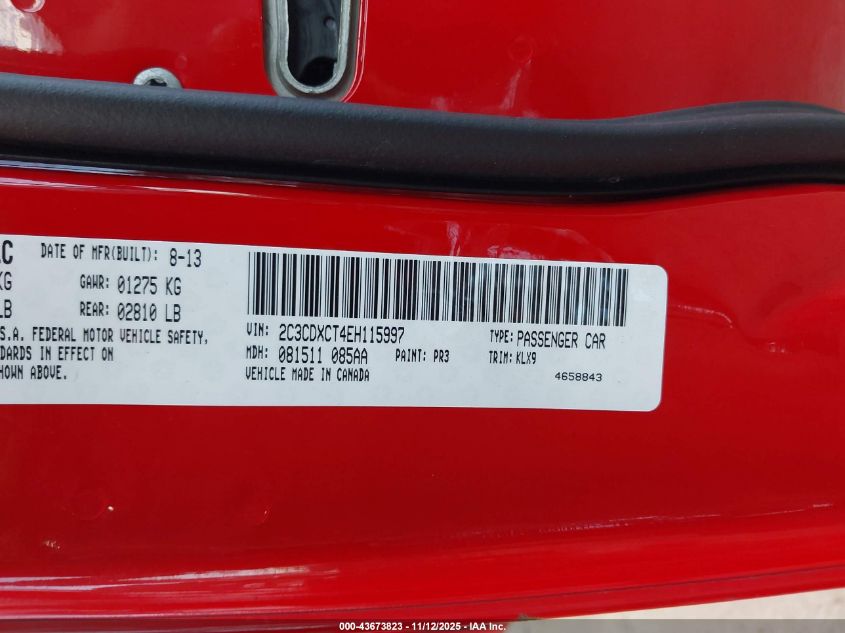 LC DATE OF MFR(BUILT): 8-13
KG GAWR: 01275 KG
LB REAR: 02810 LB
S.A. FEDERAL MOTOR VEHICLE SAFETY,
DARDS IN EFFECT ON
HOWN ABOVE.
VIN: 2C3CDXCT4EH115997 TYPE: PASSENGER CAR
MDH: 081511 085AA PAINT: PR3 TRIM: KLX9
VEHICLE MADE IN CANADA 4658843
000-43673823 - 11/12/2025 - IAA Inc.